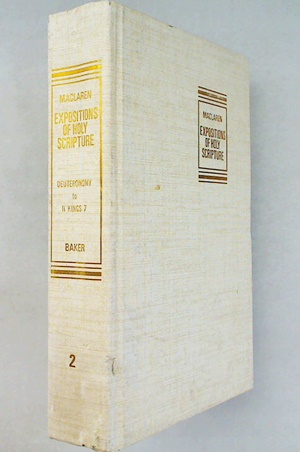 MACLAREN
EXPOSITIONS
OF HOLY
SCRIPTURE
DEUTERONOMY
to
II KINGS 7
BAKER
2
MACLAREN
EXPOSITIONS
OF HOLY
SCRIPTURE